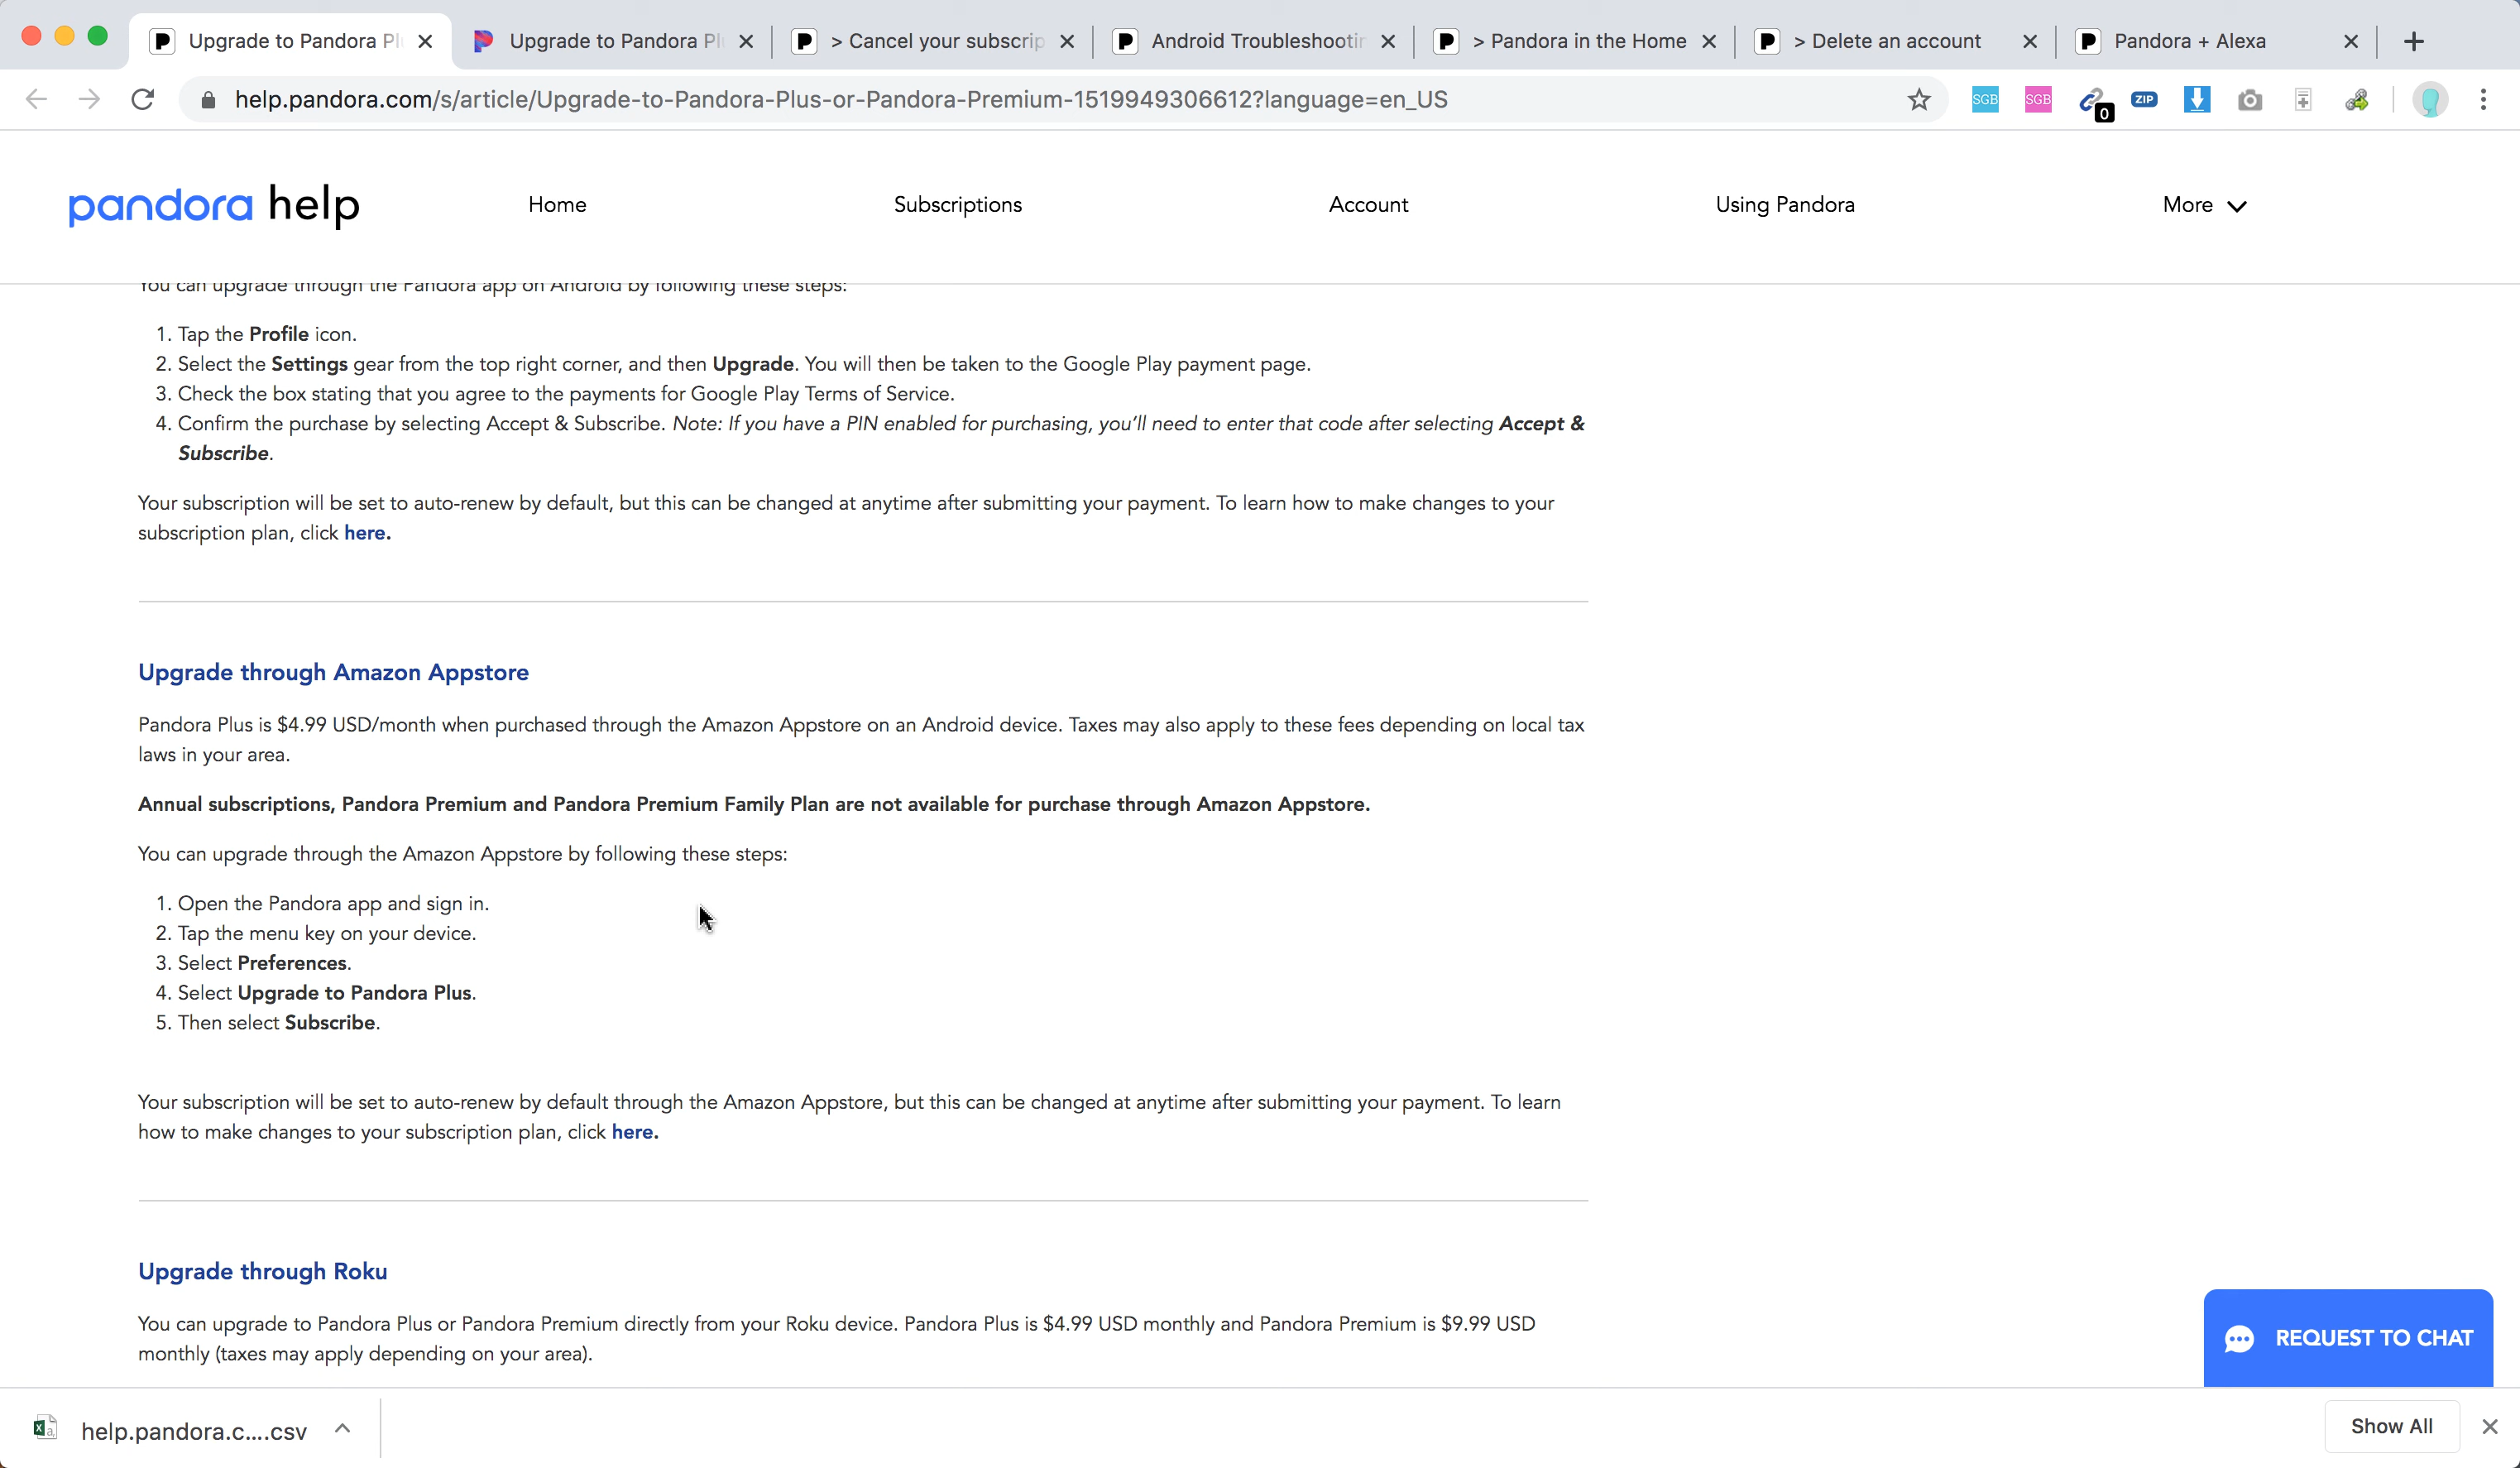 Upgrade to Pandora Pl
Upgrade to Pandora Pl
> Cancel your subscrip
Android Troubleshootin
> Pandora in the Home
> Delete an account
Pandora + Alexa
help.pandora.com/s/article/Upgrade-to-Pandora-Plus-or-Pandora-Premium-1519949306612?language=en_US
SGB
SGB
0
ZIP
pandora help
Home
Subscriptions
Account
Using Pandora
More
You can upgrade through the Pandora app on Android by following these steps:
1. Tap the Profile icon.
2. Select the Settings gear from the top right corner, and then Upgrade. You will then be taken to the Google Play payment page.
3. Check the box stating that you agree to the payments for Google Play Terms of Service.
4. Confirm the purchase by selecting Accept & Subscribe. Note: If you have a PIN enabled for purchasing, you'll need to enter that code after selecting Accept &
Subscribe.
Your subscription will be set to auto-renew by default, but this can be changed at anytime after submitting your payment. To learn how to make changes to your
subscription plan, click here.
Upgrade through Amazon Appstore
Pandora Plus is $4.99 USD/month when purchased through the Amazon Appstore on an Android device. Taxes may also apply to these fees depending on local tax
laws in your area.
Annual subscriptions, Pandora Premium and Pandora Premium Family Plan are not available for purchase through Amazon Appstore.
You can upgrade through the Amazon Appstore by following these steps:
1. Open the Pandora app and sign in.
2. Tap the menu key on your device.
3. Select Preferences.
4. Select Upgrade to Pandora Plus.
5. Then select Subscribe.
Your subscription will be set to auto-renew by default through the Amazon Appstore, but this can be changed at anytime after submitting your payment. To learn
how to make changes to your subscription plan, click here.
Upgrade through Roku
You can upgrade to Pandora Plus or Pandora Premium directly from your Roku device. Pandora Plus is $4.99 USD monthly and Pandora Premium is $9.99 USD
monthly (taxes may apply depending on your area).
REQUEST TO CHAT
help.pandora.c....csv
Show All